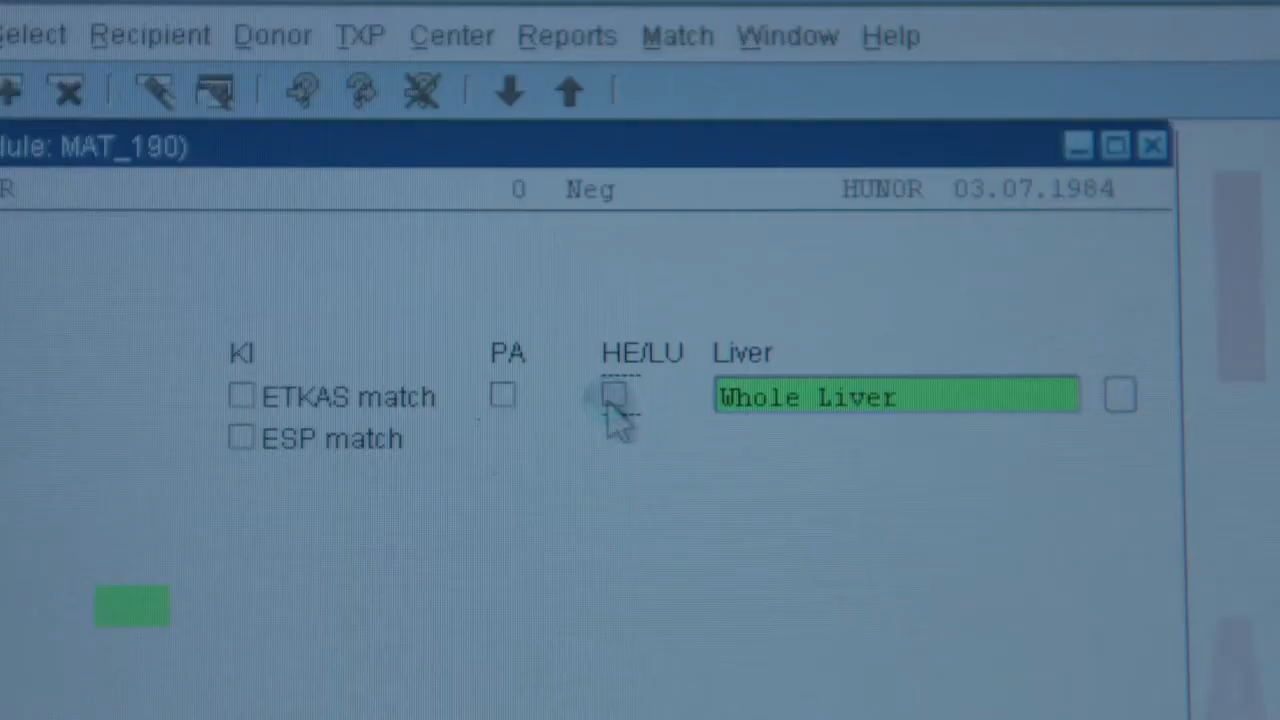 Select Recipient Donor TXP Center Reports Match Window Help
lule: MAT_190)
R 0 Neg HUNOR 03.07.1984
KI PA HE/LU Liver
ETKAS match Whole Liver
ESP match